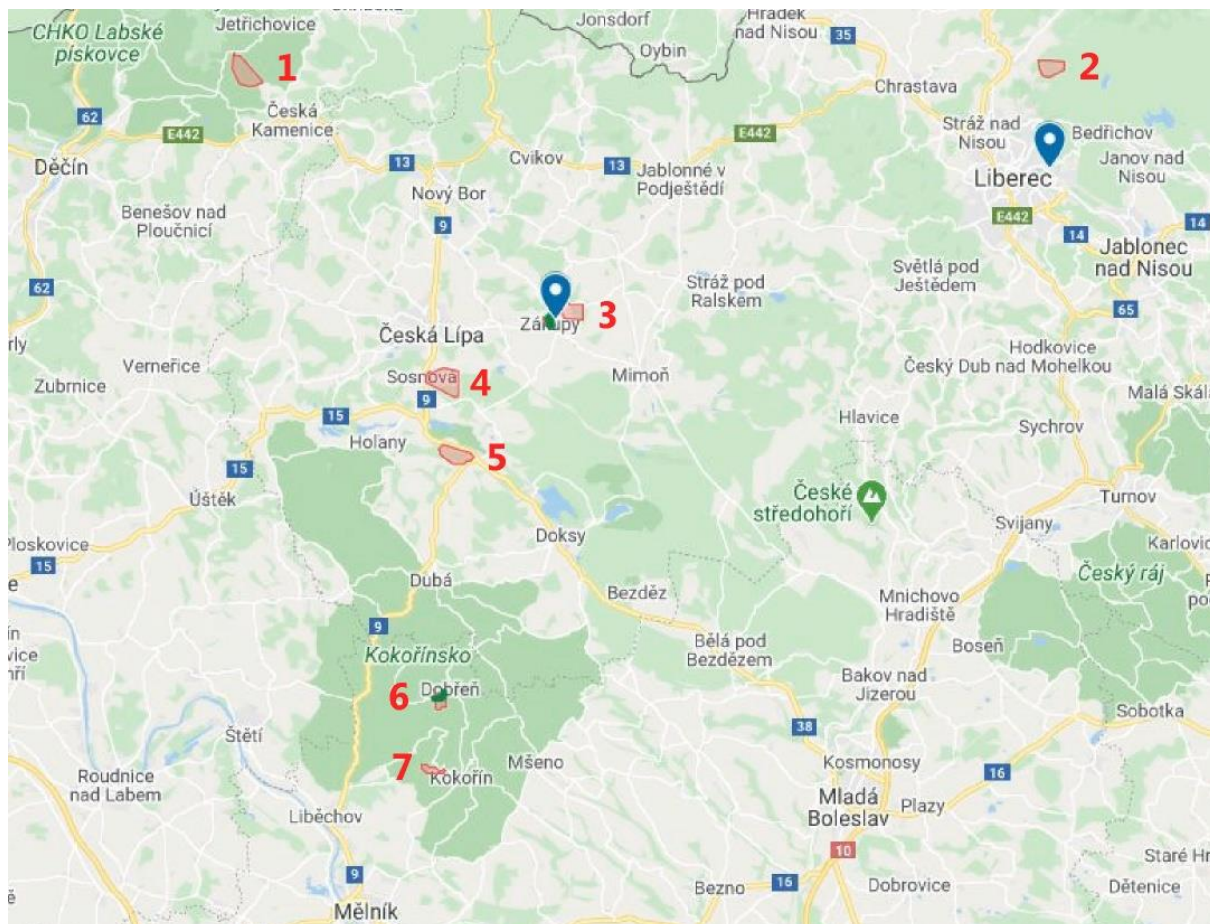 Jetřichovice
CHKO Labské
pískovce
1
62
Česká
Kamenice
E442
Děčín
Jonsdorf
Oybin
Hrádek
nad Nisou
35
Chrastava
2
E442
Stráž nad
Nisou
Bedřichov
Janov nad
Nisou
Liberec
E442
14
14
Jablonec
nad Nisou
13
Cvikov
13
Jablonné v
Podještědí
Nový Bor
9
Benešov nad
Ploučnicí
62
Světlá pod
Ještědem
65
Stráž pod
Ralskem
3
Zákupy
Česká Lípa
Verneřice
Zubrnice
Sosnová
4
9
Mimoň
Hodkovice
Český Dub nad Mohelkou
Malá Skála
Hlavice
Sychrov
15
Holany
5
15
Úštěk
České
středohoří
Turnov
Svijany
Ploskovice
15
Doksy
Karlovice
Český ráj
Dubá
Bezděz
Mnichovo
Hradiště
9
Kokořínsko
Bělá pod
Bezdězem
Boseň
Bakov nad
Jizerou
Dobřeň
6
Sobotka
Štětí
38
7
Kokořín
Mšeno
Kosmonosy
16
Roudnice
nad Labem
Liběchov
Mladá
Boleslav
Plazy
10
9
Staré Hr
Bezno
16
Dobrovice
Dětenice
Mělník